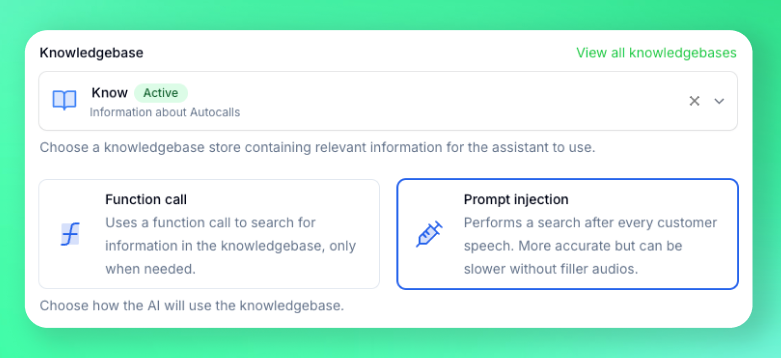 Knowledgebase
View all knowledgebases
Know Active
Information about Autocalls
Choose a knowledgebase store containing relevant information for the assistant to use.
Function call
Uses a function call to search for
information in the knowledgebase, only
when needed.
Prompt injection
Performs a search after every customer
speech. More accurate but can be
slower without filler audios.
Choose how the AI will use the knowledgebase.